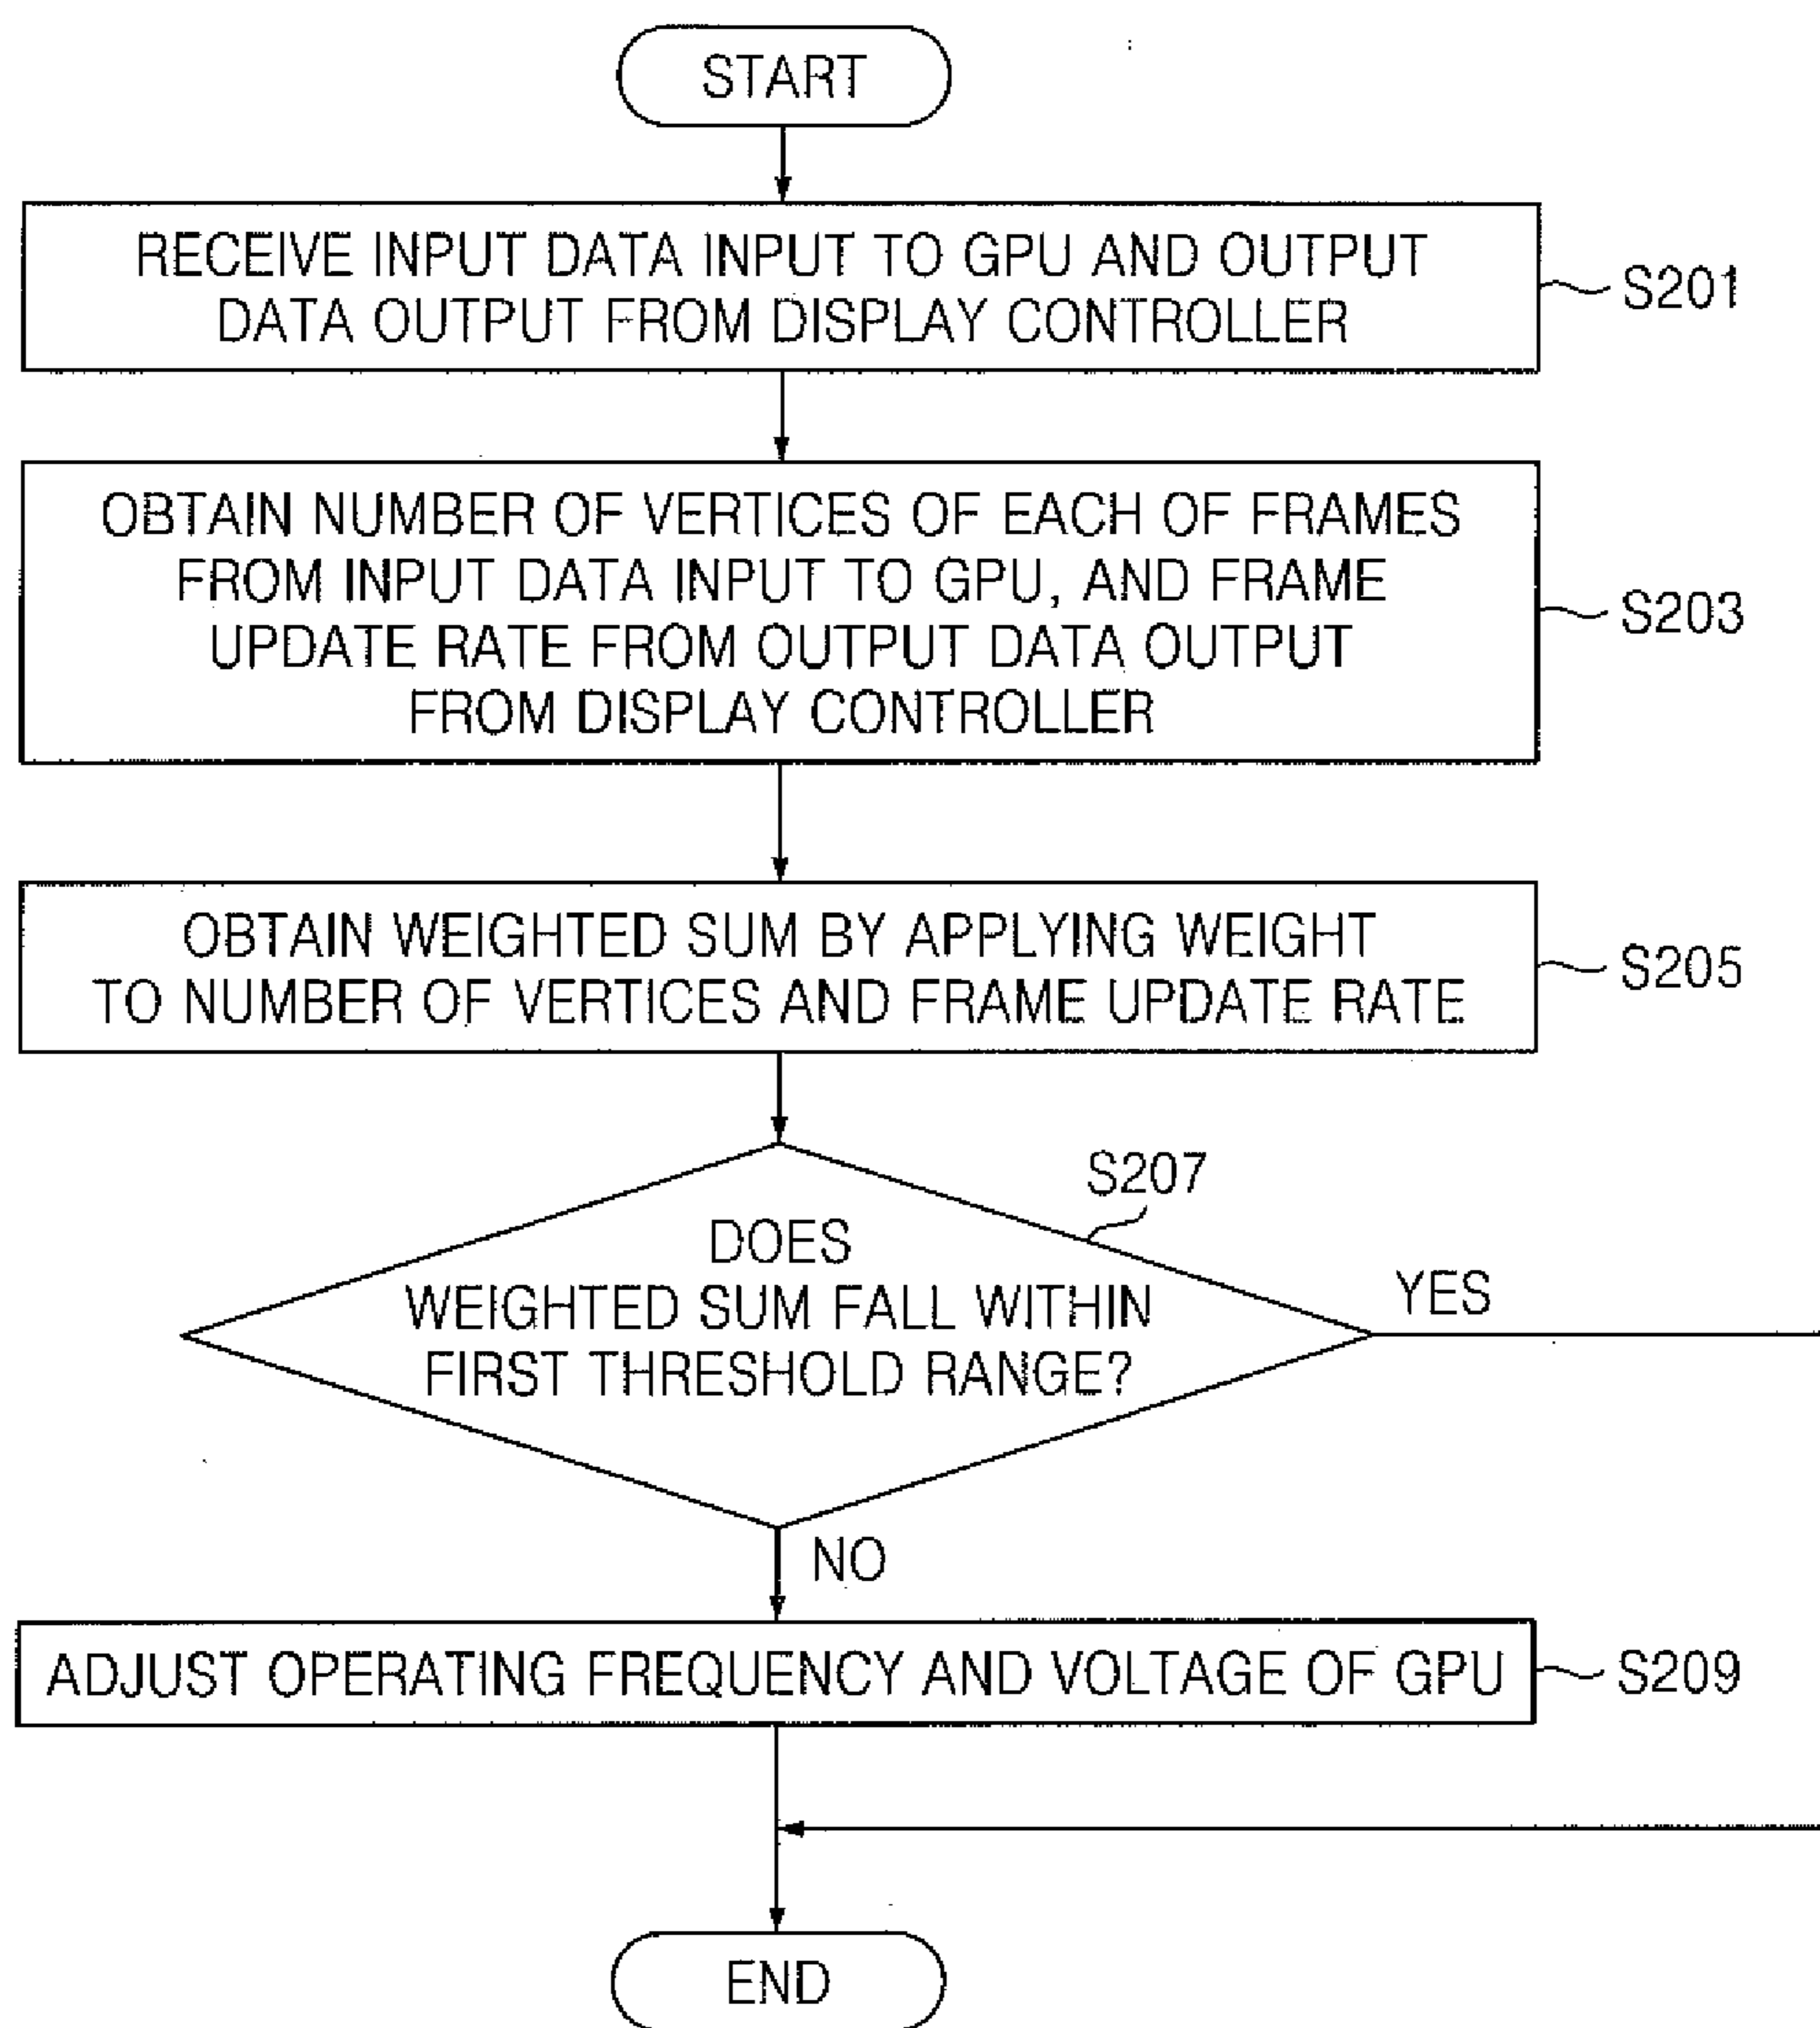 START
RECEIVE INPUT DATA INPUT TO GPU AND OUTPUT
DATA OUTPUT FROM DISPLAY CONTROLLER
S201
OBTAIN NUMBER OF VERTICES OF EACH OF FRAMES
FROM INPUT DATA INPUT TO GPU, AND FRAME
UPDATE RATE FROM OUTPUT DATA OUTPUT
FROM DISPLAY CONTROLLER
S203
OBTAIN WEIGHTED SUM BY APPLYING WEIGHT
TO NUMBER OF VERTICES AND FRAME UPDATE RATE
S205
S207
DOES
WEIGHTED SUM FALL WITHIN
FIRST THRESHOLD RANGE?
YES
NO
ADJUST OPERATING FREQUENCY AND VOLTAGE OF GPU
S209
END